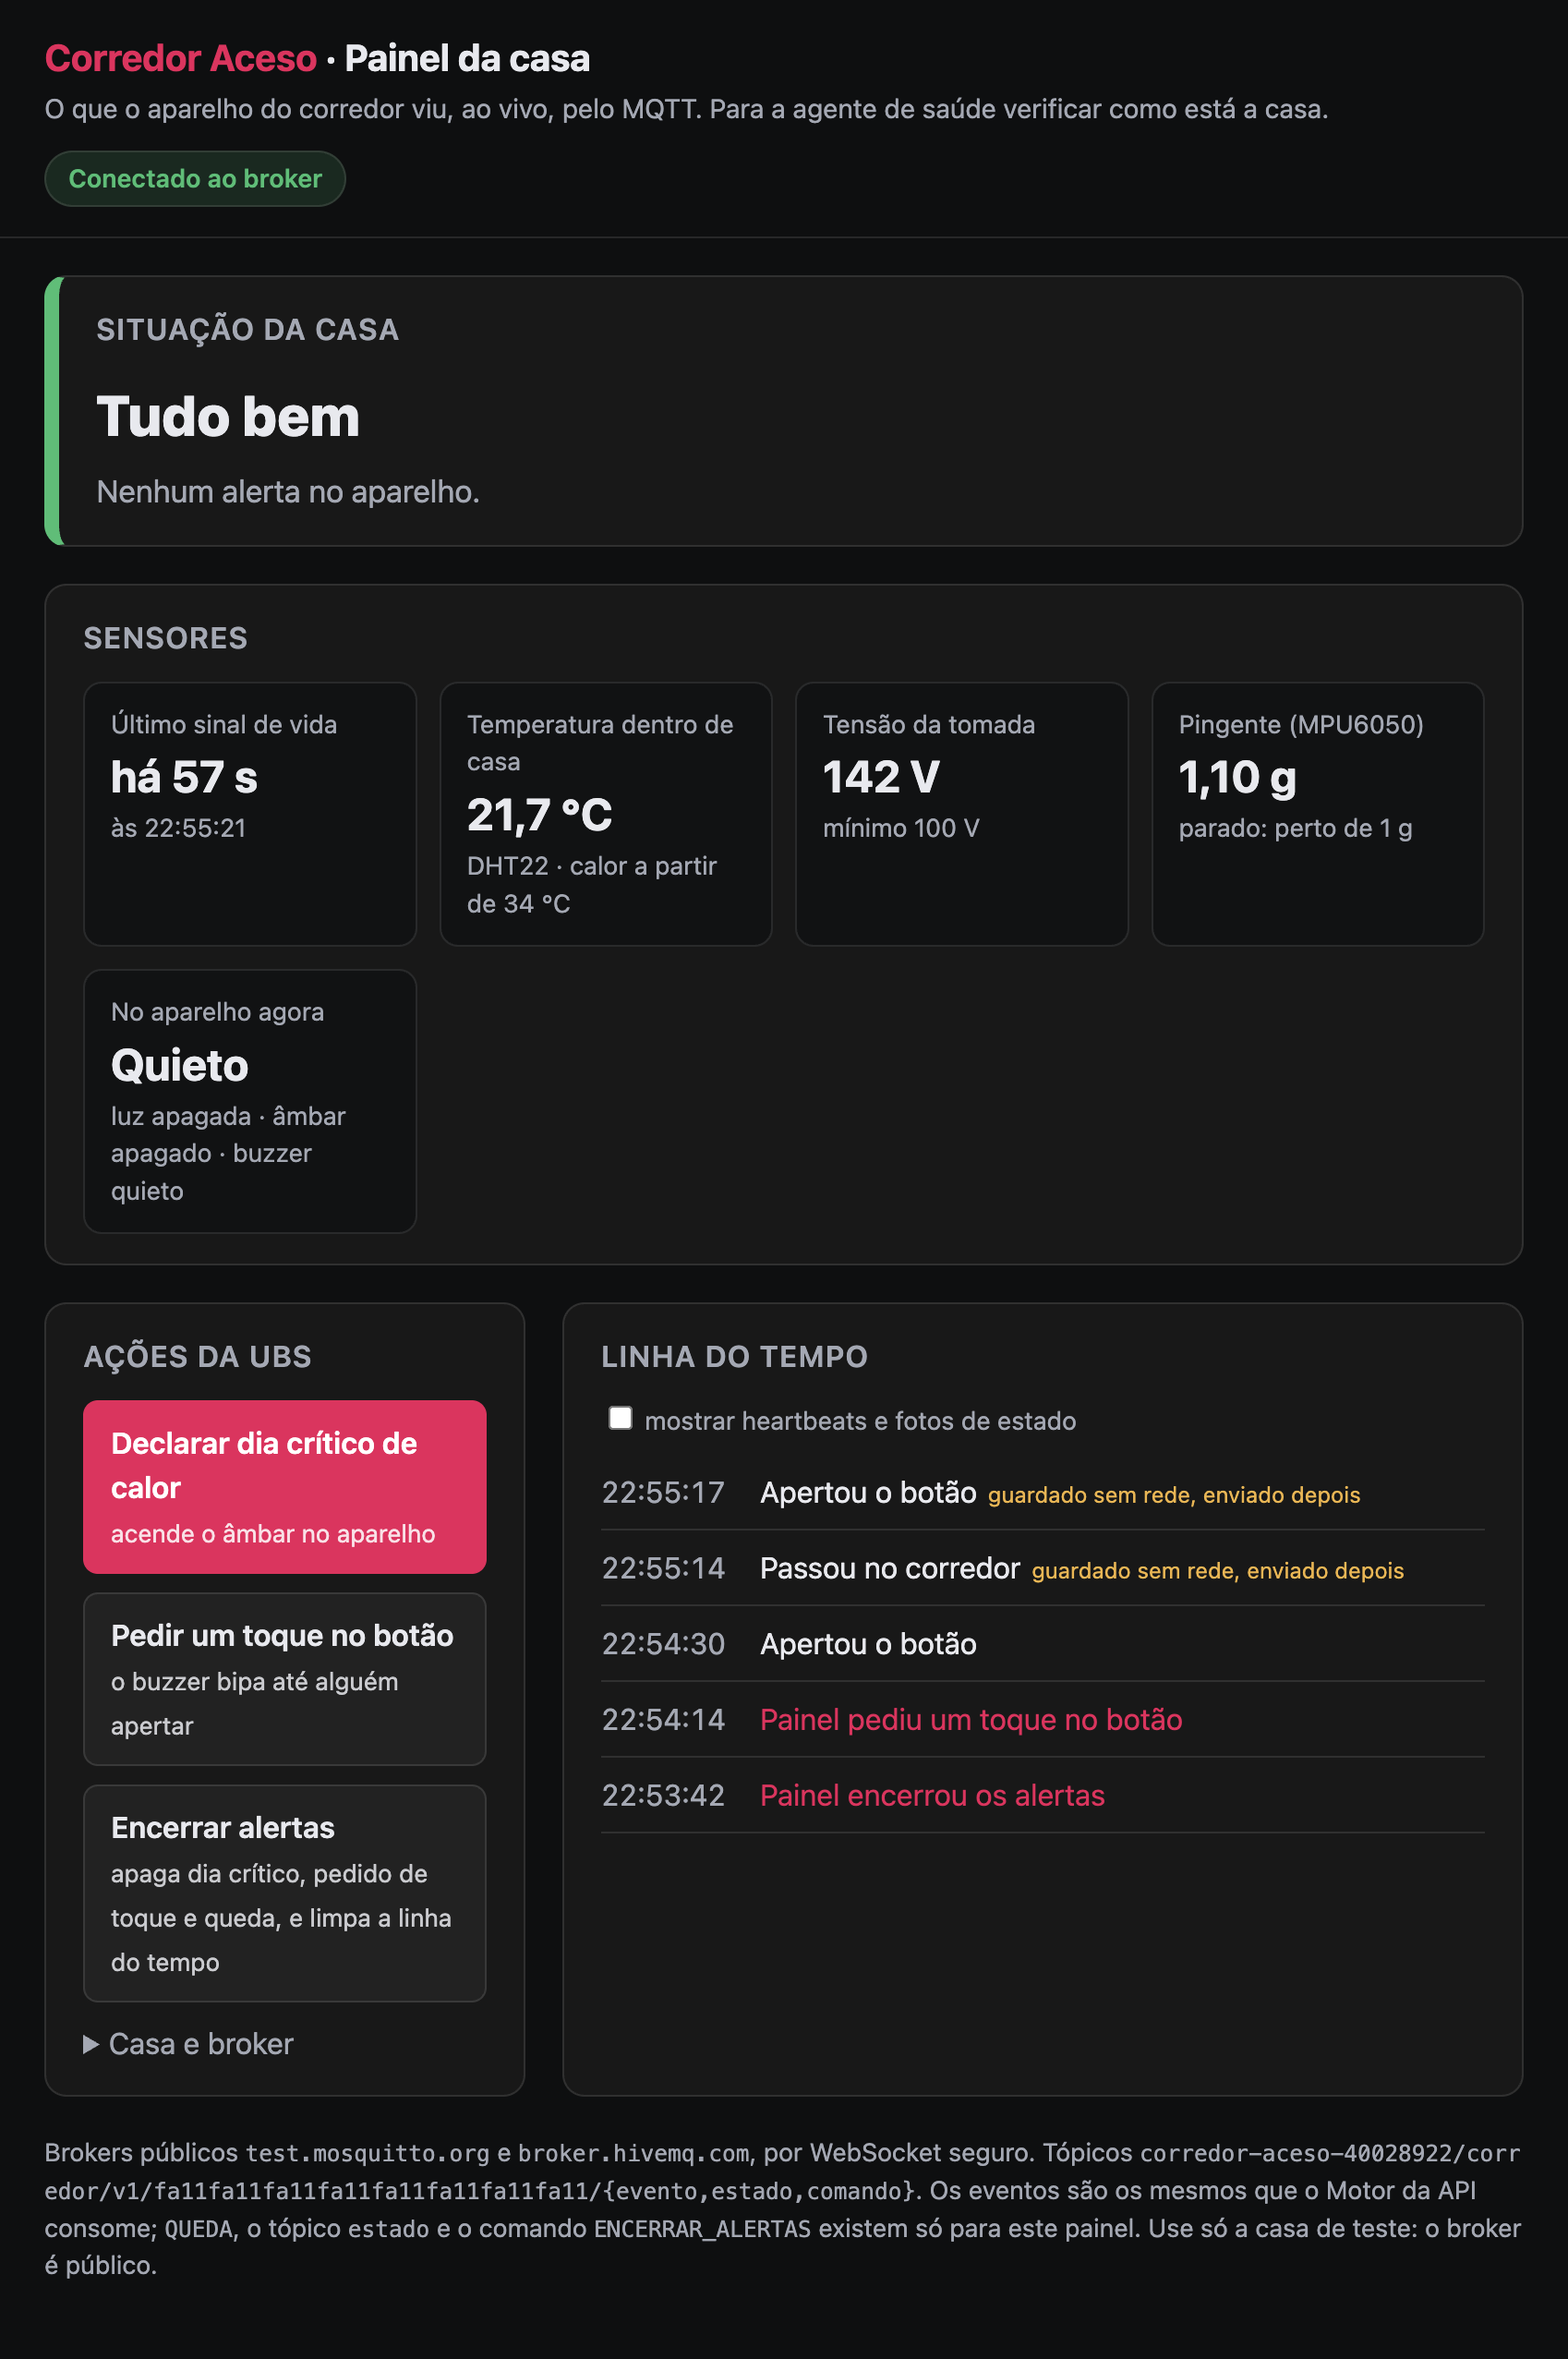 Corredor Aceso · Painel da casa
O que o aparelho do corredor viu, ao vivo, pelo MQTT. Para a agente de saúde verificar como está a casa.
Conectado ao broker
SITUAÇÃO DA CASA
Tudo bem
Nenhum alerta no aparelho.
SENSORES
Último sinal de vida
há 57 s
às 22:55:21
Temperatura dentro de
casa
21,7 °C
DHT22 · calor a partir
de 34 °C
Tensão da tomada
142 V
mínimo 100 V
Pingente (MPU6050)
1,10 g
parado: perto de 1 g
No aparelho agora
Quieto
luz apagada · âmbar
apagado · buzzer
quieto
AÇÕES DA UBS
Declarar dia crítico de
calor
acende o âmbar no aparelho
Pedir um toque no botão
o buzzer bipa até alguém
apertar
Encerrar alertas
apaga dia crítico, pedido de
toque e queda, e limpa a linha
do tempo
▶ Casa e broker
LINHA DO TEMPO
mostrar heartbeats e fotos de estado
22:55:17 Apertou o botão guardado sem rede, enviado depois
22:55:14 Passou no corredor guardado sem rede, enviado depois
22:54:30 Apertou o botão
22:54:14 Painel pediu um toque no botão
22:53:42 Painel encerrou os alertas
Brokers públicos test.mosquitto.org e broker.hivemq.com, por WebSocket seguro. Tópicos corredor-aceso-40028922/corr
edor/v1/fa11fa11fa11fa11fa11fa11fa11fa11/{evento,estado,comando}. Os eventos são os mesmos que o Motor da API
consome; QUEDA, o tópico estado e o comando ENCERRAR_ALERTAS existem só para este painel. Use só a casa de teste: o broker
é público.